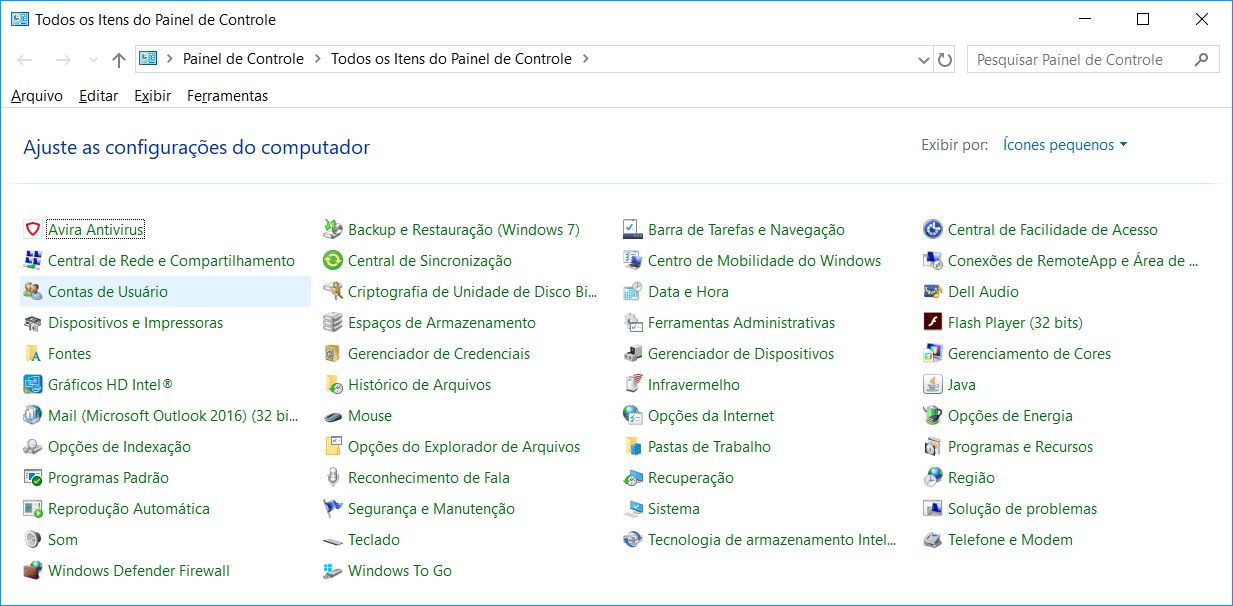 Todos os Itens do Painel de Controle
Painel de Controle > Todos os Itens do Painel de Controle >
Pesquisar Painel de Controle
Arquivo Editar Exibir Ferramentas
Ajuste as configurações do computador
Exibir por: Ícones pequenos
Avira Antivirus Backup e Restauração (Windows 7) Barra de Tarefas e Navegação Central de Facilidade de Acesso
Central de Rede e Compartilhamento Central de Sincronização Centro de Mobilidade do Windows Conexões de RemoteApp e Área de ...
Contas de Usuário Criptografia de Unidade de Disco Bi... Data e Hora Dell Audio
Dispositivos e Impressoras Espaços de Armazenamento Ferramentas Administrativas Flash Player (32 bits)
Fontes Gerenciador de Credenciais Gerenciador de Dispositivos Gerenciamento de Cores
Gráficos HD Intel® Histórico de Arquivos Infravermelho Java
Mail (Microsoft Outlook 2016) (32 bi... Mouse Opções da Internet Opções de Energia
Opções de Indexação Opções do Explorador de Arquivos Pastas de Trabalho Programas e Recursos
Programas Padrão Reconhecimento de Fala Recuperação Região
Reprodução Automática Segurança e Manutenção Sistema Solução de problemas
Som Teclado Tecnologia de armazenamento Intel... Telefone e Modem
Windows Defender Firewall Windows To Go